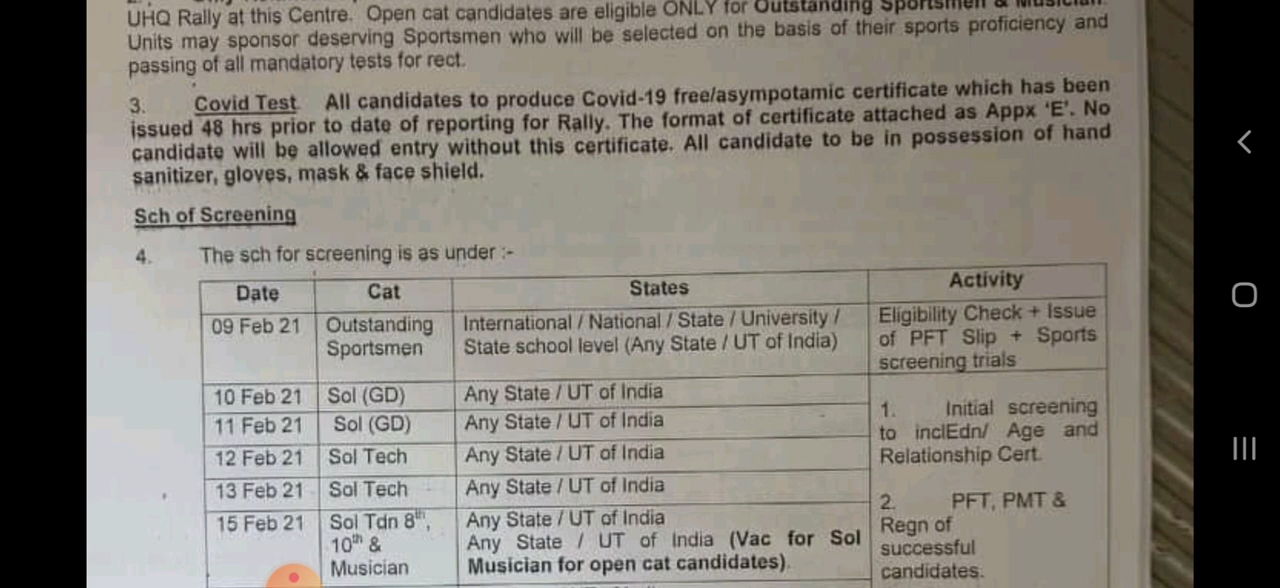 UHQ Rally at this Centre. Open cat candidates are eligible ONLY for Outstanding Sportsmen & Musician.
Units may sponsor deserving Sportsmen who will be selected on the basis of their sports proficiency and
passing of all mandatory tests for rect.
3. Covid Test All candidates to produce Covid-19 free/asympotamic certificate which has been
issued 48 hrs prior to date of reporting for Rally. The format of certificate attached as Appx 'E'. No
candidate will be allowed entry without this certificate. All candidate to be in possession of hand
sanitizer, gloves, mask & face shield.
Sch of Screening
4. The sch for screening is as under :-
Date Cat States Activity
09 Feb 21 Outstanding Sportsmen International / National / State / University /
State school level (Any State / UT of India)
Eligibility Check + Issue
of PFT Slip + Sports
screening trials
10 Feb 21 Sol (GD) Any State / UT of India
11 Feb 21 Sol (GD) Any State / UT of India
12 Feb 21 Sol Tech Any State / UT of India
13 Feb 21 Sol Tech Any State / UT of India
15 Feb 21 Sol Tdn 8th,
10th &
Musician
Any State / UT of India
Any State / UT of India (Vac for Sol
Musician for open cat candidates).
1. Initial screening
to inclEdn/ Age and
Relationship Cert.
2. PFT, PMT &
Regn of
successful
candidates.